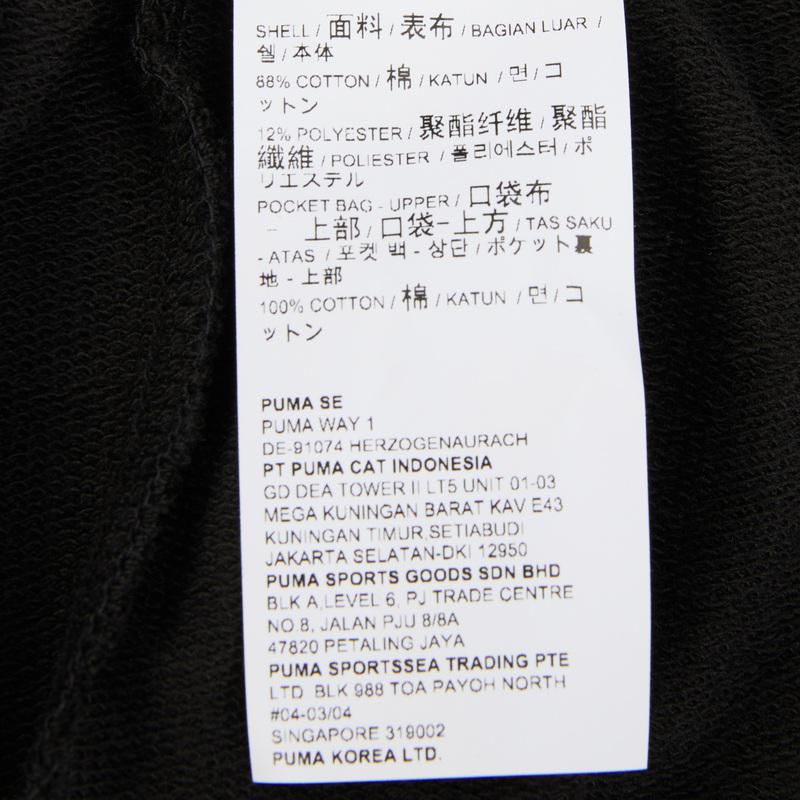 SHELL / 面料 / 表布 / BAGIAN LUAR /
쉘 / 本体
88% COTTON / 棉 / KATUN / 면 / コ
ットン
12% POLYESTER / 聚酯纤维 / 聚酯
纖維 / POLIESTER / 폴리에스터 / ポ
リエステル
POCKET BAG - UPPER / 口袋布
- 上部 / 口袋-上方 / TAS SAKU
- ATAS / 포켓 백 - 상단 / ポケット裏
地 - 上部
100% COTTON / 棉 / KATUN / 면 / コ
ットン
PUMA SE
PUMA WAY 1
DE-91074 HERZOGENAURACH
PT PUMA CAT INDONESIA
GD DEA TOWER II LT5 UNIT 01-03
MEGA KUNINGAN BARAT KAV E43
KUNINGAN TIMUR,SETIABUDI
JAKARTA SELATAN-DKI 12950
PUMA SPORTS GOODS SDN BHD
BLK A,LEVEL 6, PJ TRADE CENTRE
NO.8, JALAN PJU 8/8A
47820 PETALING JAYA
PUMA SPORTSSEA TRADING PTE
LTD BLK 988 TOA PAYOH NORTH
#04-03/04
SINGAPORE 319002
PUMA KOREA LTD.